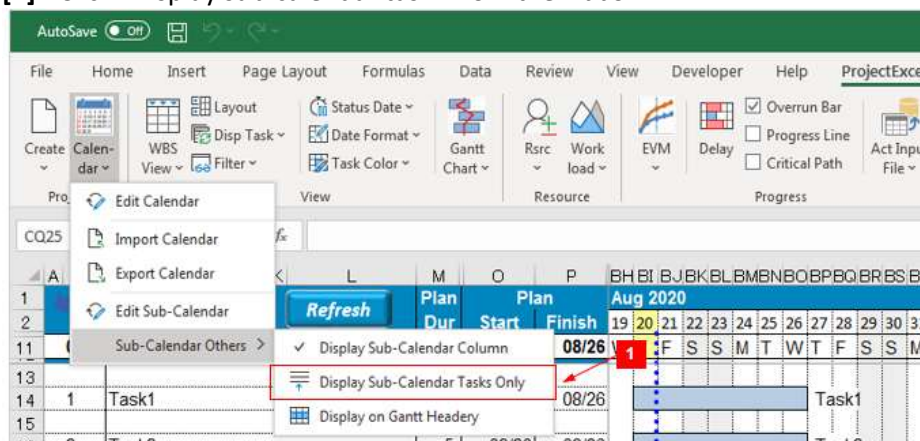 AutoSave Off
File Home Insert Page Layout Formulas Data Review View Developer Help ProjectExce
Create Calen-dar WBS View Layout Disp Task Filter Status Date Date Format Task Color Gantt Chart Rsrc Work load EVM Delay Overrun Bar Progress Line Critical Path Act Inpu File
Pro View Resource Progress
Edit Calendar
CQ25 Import Calendar fx
Export Calendar
A K L M O P BH BI BJ BK BL BM BN BO BP BQ BR BS B
Edit Sub-Calendar
1 Refresh Plan Plan Aug 2020
2 Dur Start Finish 19 20 21 22 23 24 25 26 27 28 29 30 3
Sub-Calendar Others >
11 ✓ Display Sub-Calendar Column 08/26 1 F S S M T W T F S S M
13 Display Sub-Calendar Tasks Only
14 1 Task1 08/26 Task1
15 Display on Gantt Headery